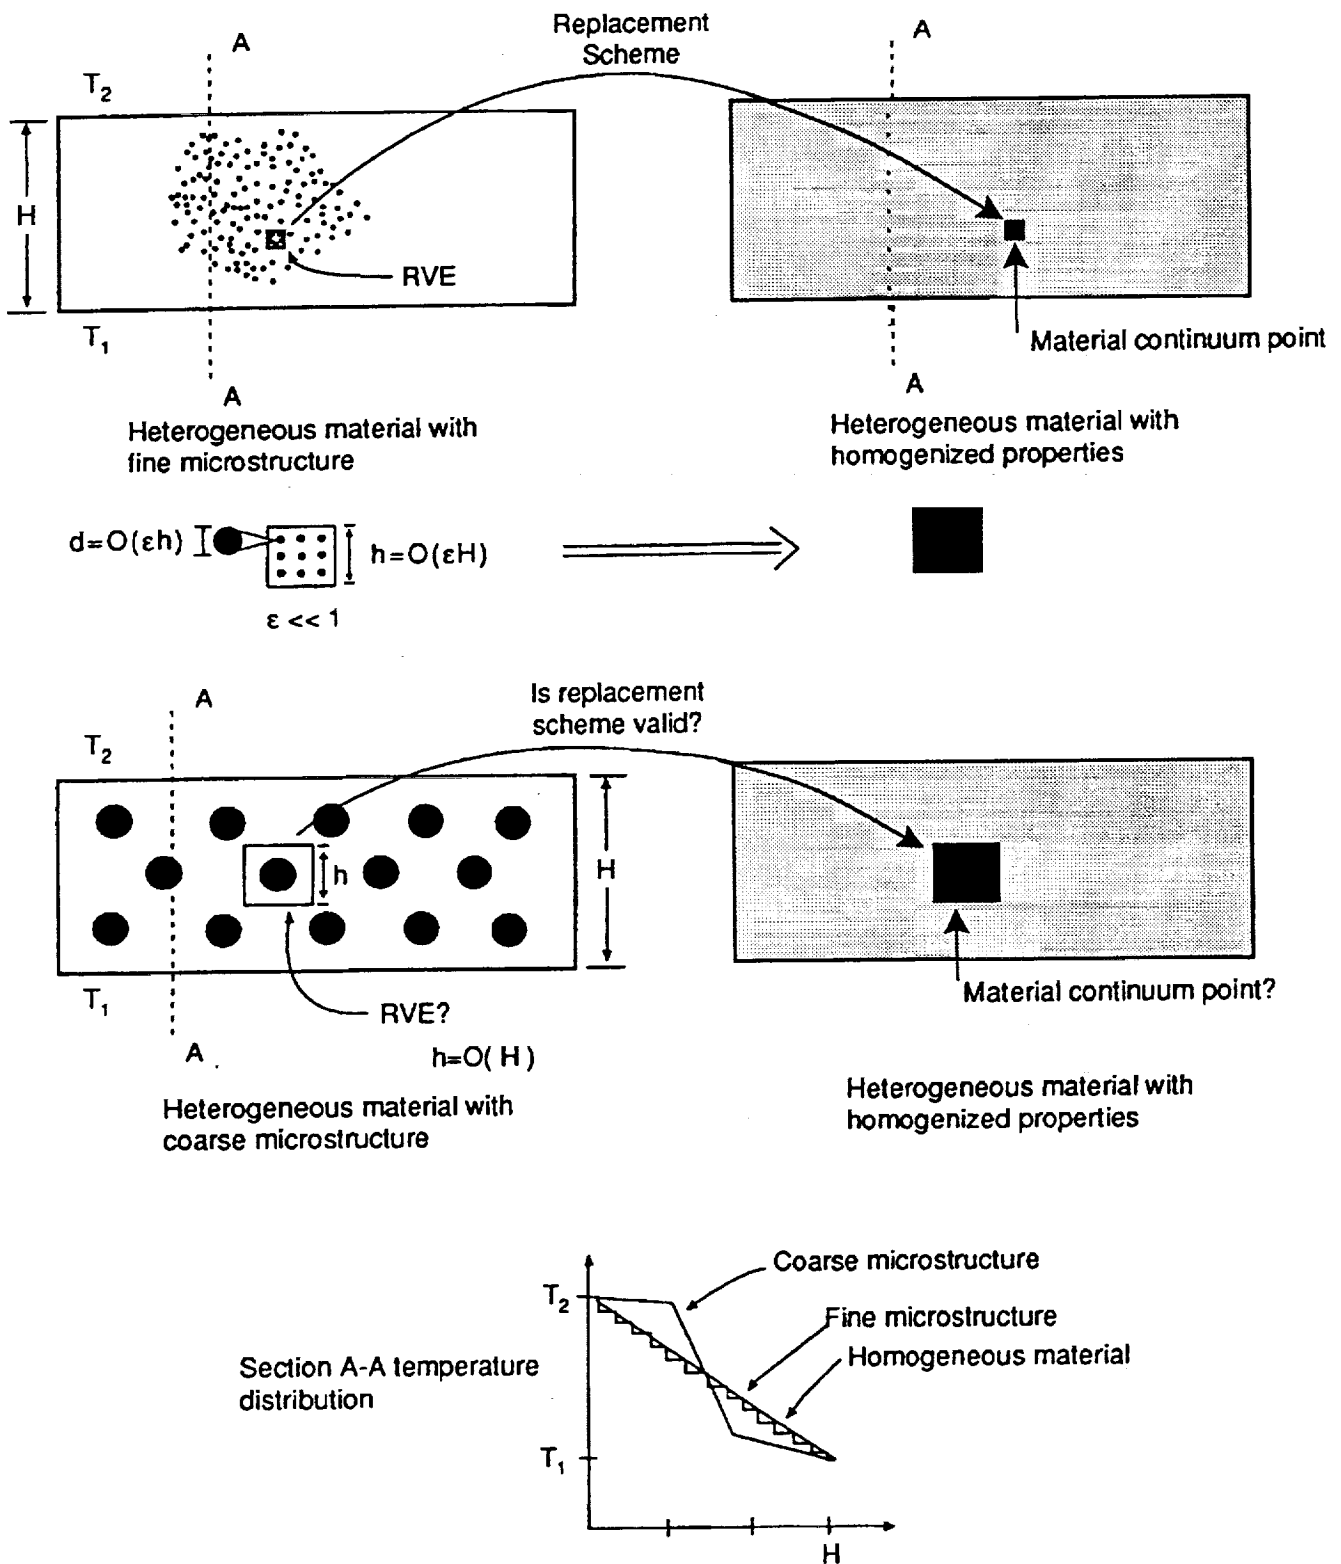 Replacement
Scheme
A
A
T2
H
RVE
T1
Material continuum point
A
A
Heterogeneous material with
fine microstructure
Heterogeneous material with
homogenized properties
d=O(εh)
h=O(εH)
ε << 1
Is replacement
scheme valid?
A
T2
h
H
T1
RVE?
Material continuum point?
A
h=O( H )
Heterogeneous material with
coarse microstructure
Heterogeneous material with
homogenized properties
Coarse microstructure
T2
Fine microstructure
Homogeneous material
Section A-A temperature
distribution
T1
H